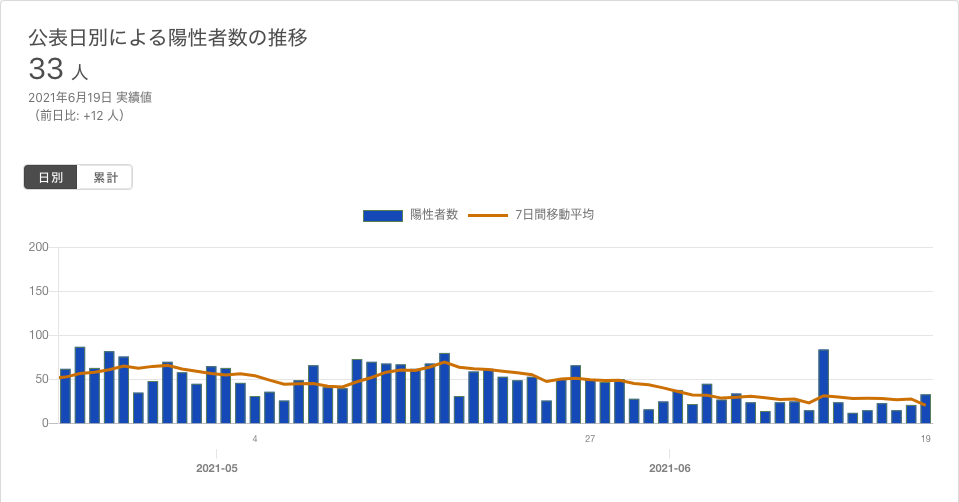 公表日別による陽性者数の推移
33 人
2021年6月19日 実績値
（前日比: +12 人）
日別 累計
陽性者数 7日間移動平均
200
150
100
50
0
4 27 19
2021-05 2021-06